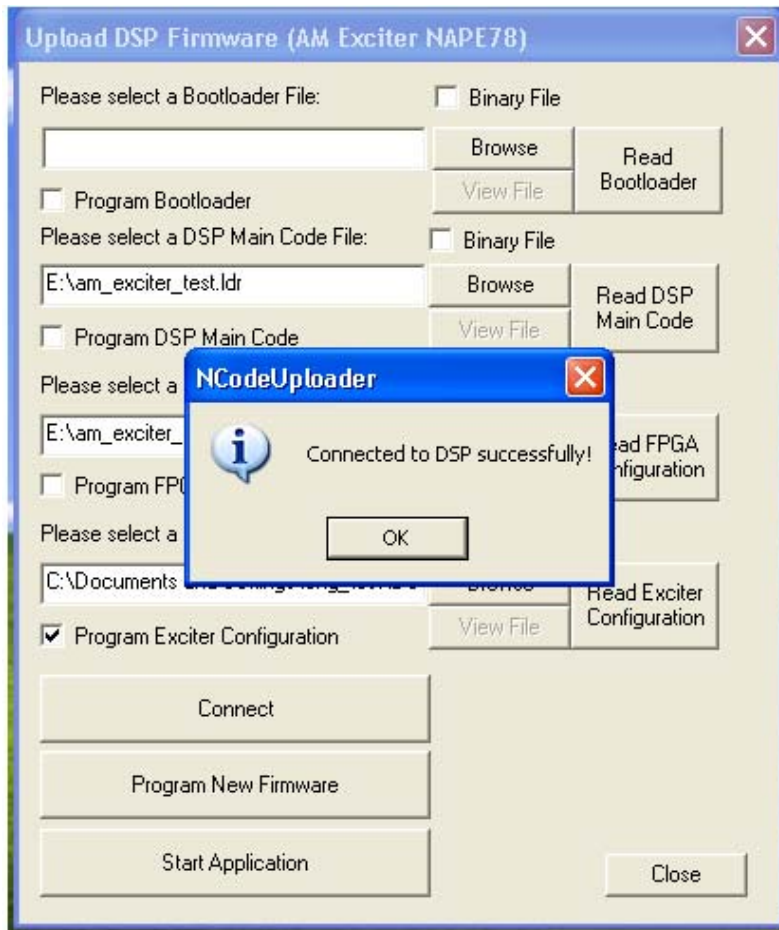 Upload DSP Firmware (AM Exciter NAPE78)
Please select a Bootloader File:
Binary File
Browse
Read
Bootloader
View File
Program Bootloader
Please select a DSP Main Code File:
Binary File
E:\am_exciter_test.ldr
Browse
Read DSP
Main Code
View File
Program DSP Main Code
Please select a
NCodeUploader
E:\am_exciter_
Connected to DSP successfully!
ad FPGA
nfiguration
Program FPG
OK
Please select a
C:\Documents
Browse
Read Exciter
Configuration
View File
Program Exciter Configuration
Connect
Program New Firmware
Start Application
Close